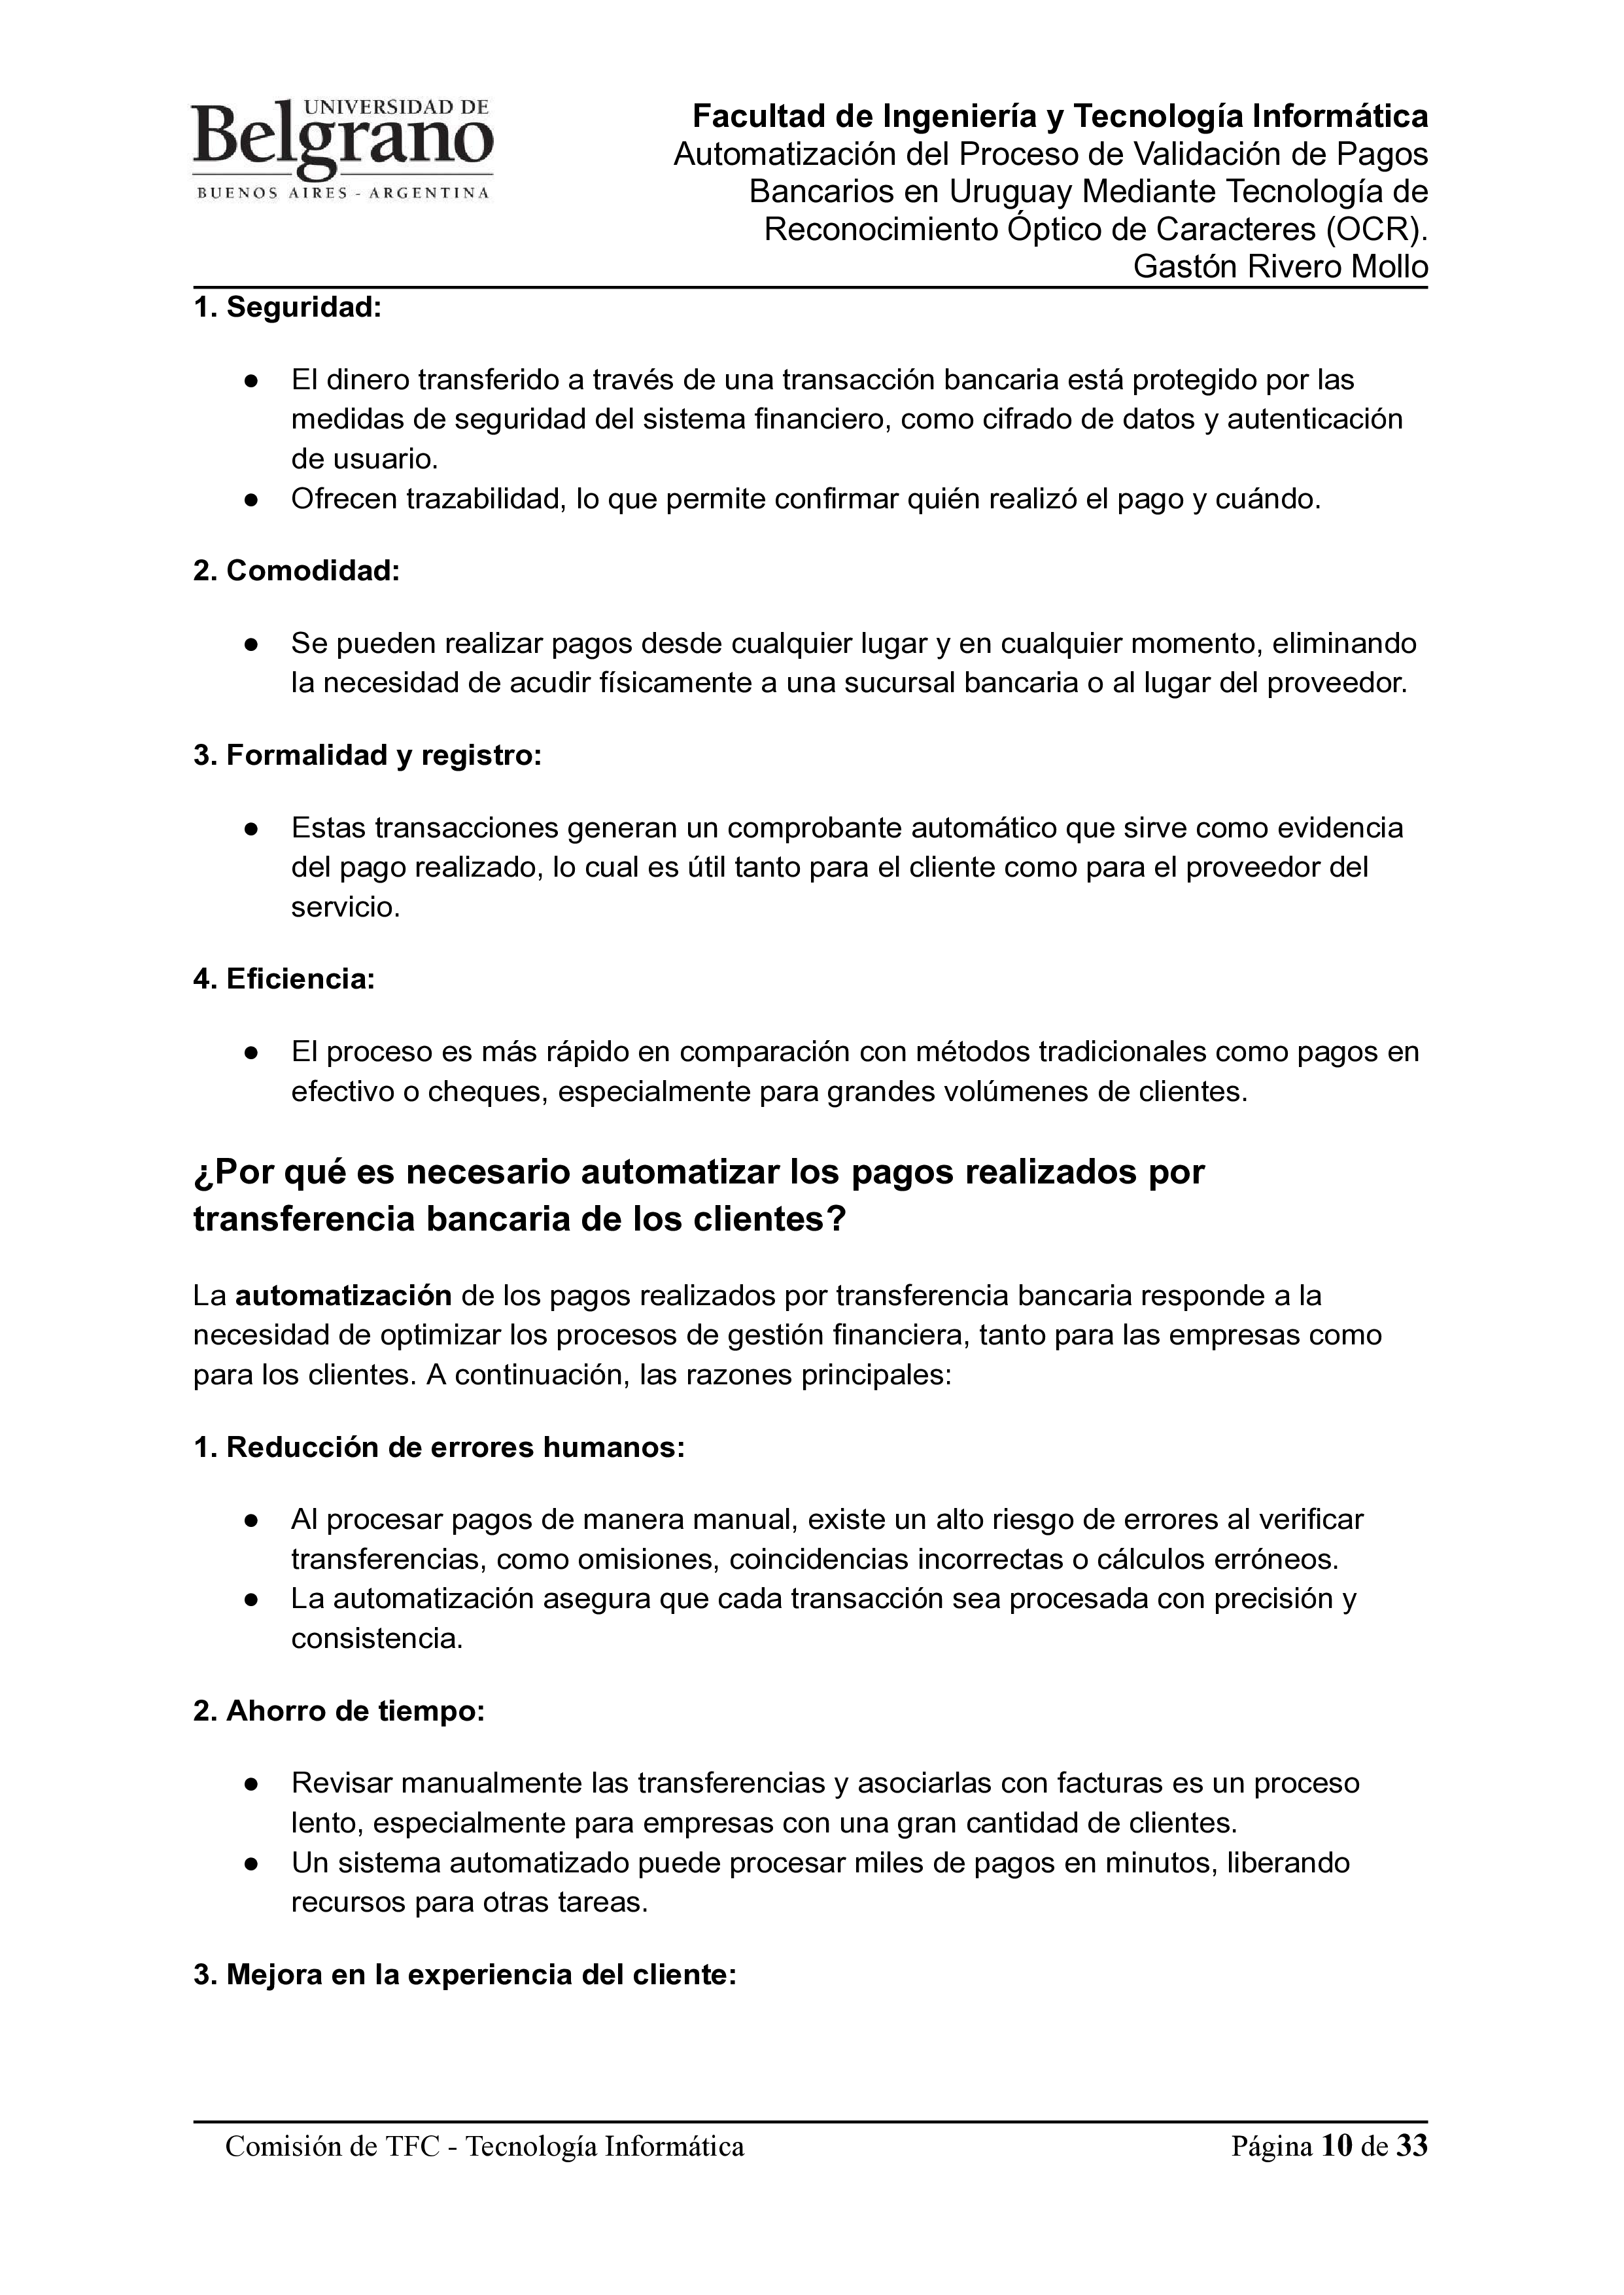 UNIVERSIDAD DE
Belgrano
BUENOS AIRES - ARGENTINA
Facultad de Ingeniería y Tecnología Informática
Automatización del Proceso de Validación de Pagos
Bancarios en Uruguay Mediante Tecnología de
Reconocimiento Óptico de Caracteres (OCR).
Gastón Rivero Mollo
1. Seguridad:
● El dinero transferido a través de una transacción bancaria está protegido por las
medidas de seguridad del sistema financiero, como cifrado de datos y autenticación
de usuario.
● Ofrecen trazabilidad, lo que permite confirmar quién realizó el pago y cuándo.
2. Comodidad:
● Se pueden realizar pagos desde cualquier lugar y en cualquier momento, eliminando
la necesidad de acudir físicamente a una sucursal bancaria o al lugar del proveedor.
3. Formalidad y registro:
● Estas transacciones generan un comprobante automático que sirve como evidencia
del pago realizado, lo cual es útil tanto para el cliente como para el proveedor del
servicio.
4. Eficiencia:
● El proceso es más rápido en comparación con métodos tradicionales como pagos en
efectivo o cheques, especialmente para grandes volúmenes de clientes.
¿Por qué es necesario automatizar los pagos realizados por
transferencia bancaria de los clientes?
La automatización de los pagos realizados por transferencia bancaria responde a la
necesidad de optimizar los procesos de gestión financiera, tanto para las empresas como
para los clientes. A continuación, las razones principales:
1. Reducción de errores humanos:
● Al procesar pagos de manera manual, existe un alto riesgo de errores al verificar
transferencias, como omisiones, coincidencias incorrectas o cálculos erróneos.
● La automatización asegura que cada transacción sea procesada con precisión y
consistencia.
2. Ahorro de tiempo:
● Revisar manualmente las transferencias y asociarlas con facturas es un proceso
lento, especialmente para empresas con una gran cantidad de clientes.
● Un sistema automatizado puede procesar miles de pagos en minutos, liberando
recursos para otras tareas.
3. Mejora en la experiencia del cliente:
Comisión de TFC - Tecnología Informática
Página 10 de 33